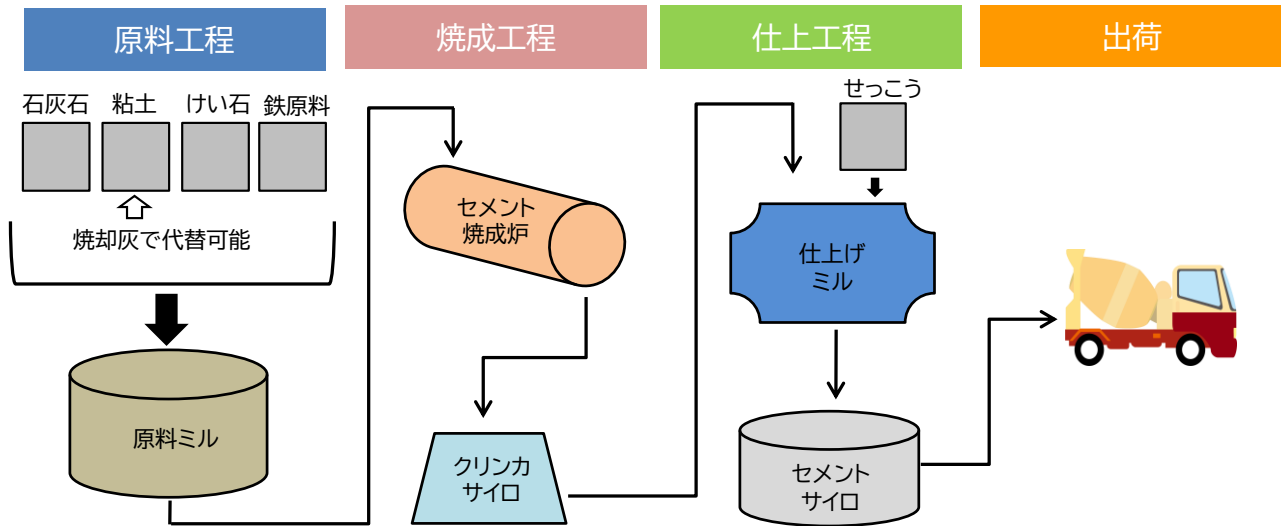 原料工程
焼成工程
仕上工程
出荷
石灰石
粘土
けい石
鉄原料
焼却灰で代替可能
原料ミル
セメント
焼成炉
クリンカ
サイロ
せっこう
仕上げ
ミル
セメント
サイロ